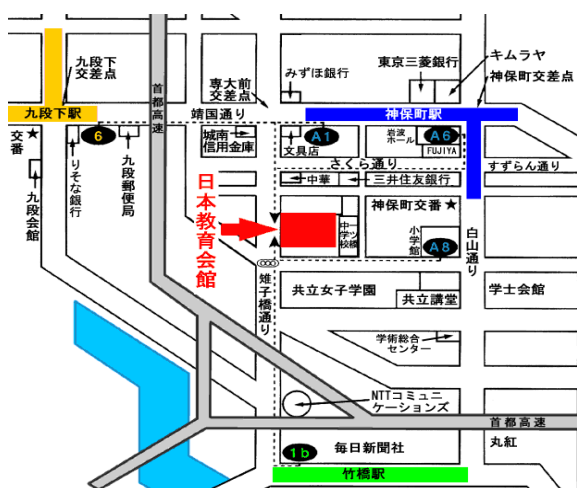 九段下
交差点
首都高速
専大前
交差点
みずほ銀行
東京三菱銀行
キムラヤ
神保町交差点
九段下駅
靖国通り
神保町駅
交番★
6
りそな銀行
九段郵便局
九段会館
城南
信用金庫
A1
文具店
岩波
ホール
A6
FUJIYA
さくら通り
すずらん通り
中華
三井住友銀行
日本教育会館
一ツ橋
中学校
神保町交番★
小学館
A8
白山通り
雉子橋通り
共立女子学園
共立講堂
学士会館
学術総合
センター
NTTコミュニ
ケーションズ
首都高速
丸紅
1b
毎日新聞社
竹橋駅